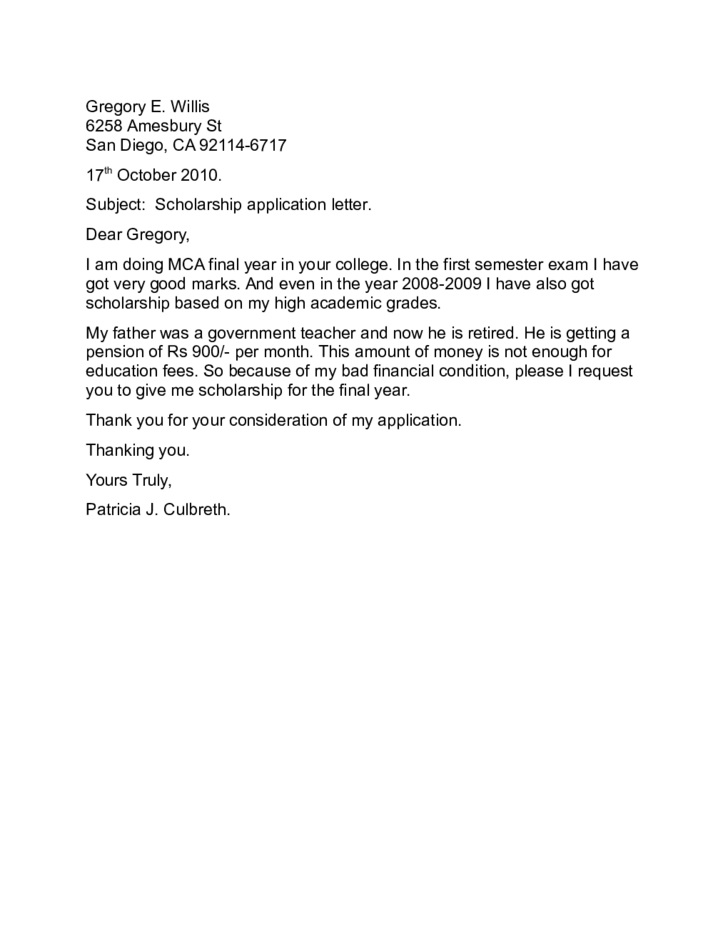 Gregory E. Willis
6258 Amesbury St
San Diego, CA 92114-6717
17th October 2010.
Subject:  Scholarship application letter.
Dear Gregory,
I am doing MCA final year in your college. In the first semester exam I have
got very good marks. And even in the year 2008-2009 I have also got
scholarship based on my high academic grades.
My father was a government teacher and now he is retired. He is getting a
pension of Rs 900/- per month. This amount of money is not enough for
education fees. So because of my bad financial condition, please I request
you to give me scholarship for the final year.
Thank you for your consideration of my application.
Thanking you.
Yours Truly,
Patricia J. Culbreth.